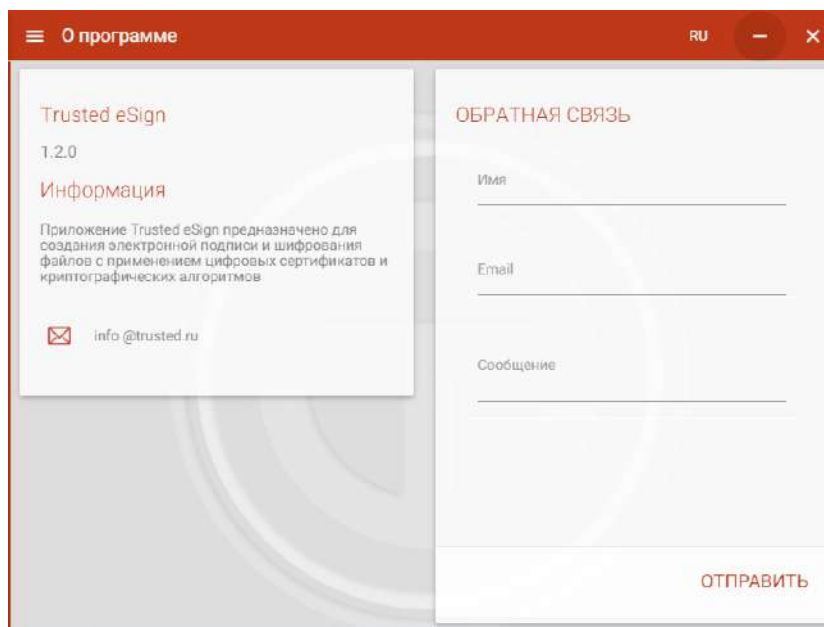 О программе
RU
Trusted eSign
1.2.0
Информация
Приложение Trusted eSign предназначено для
создания электронной подписи и шифрования
файлов с применением цифровых сертификатов и
криптографических алгоритмов
info @trusted.ru
ОБРАТНАЯ СВЯЗЬ
Имя
Email
Сообщение
ОТПРАВИТЬ